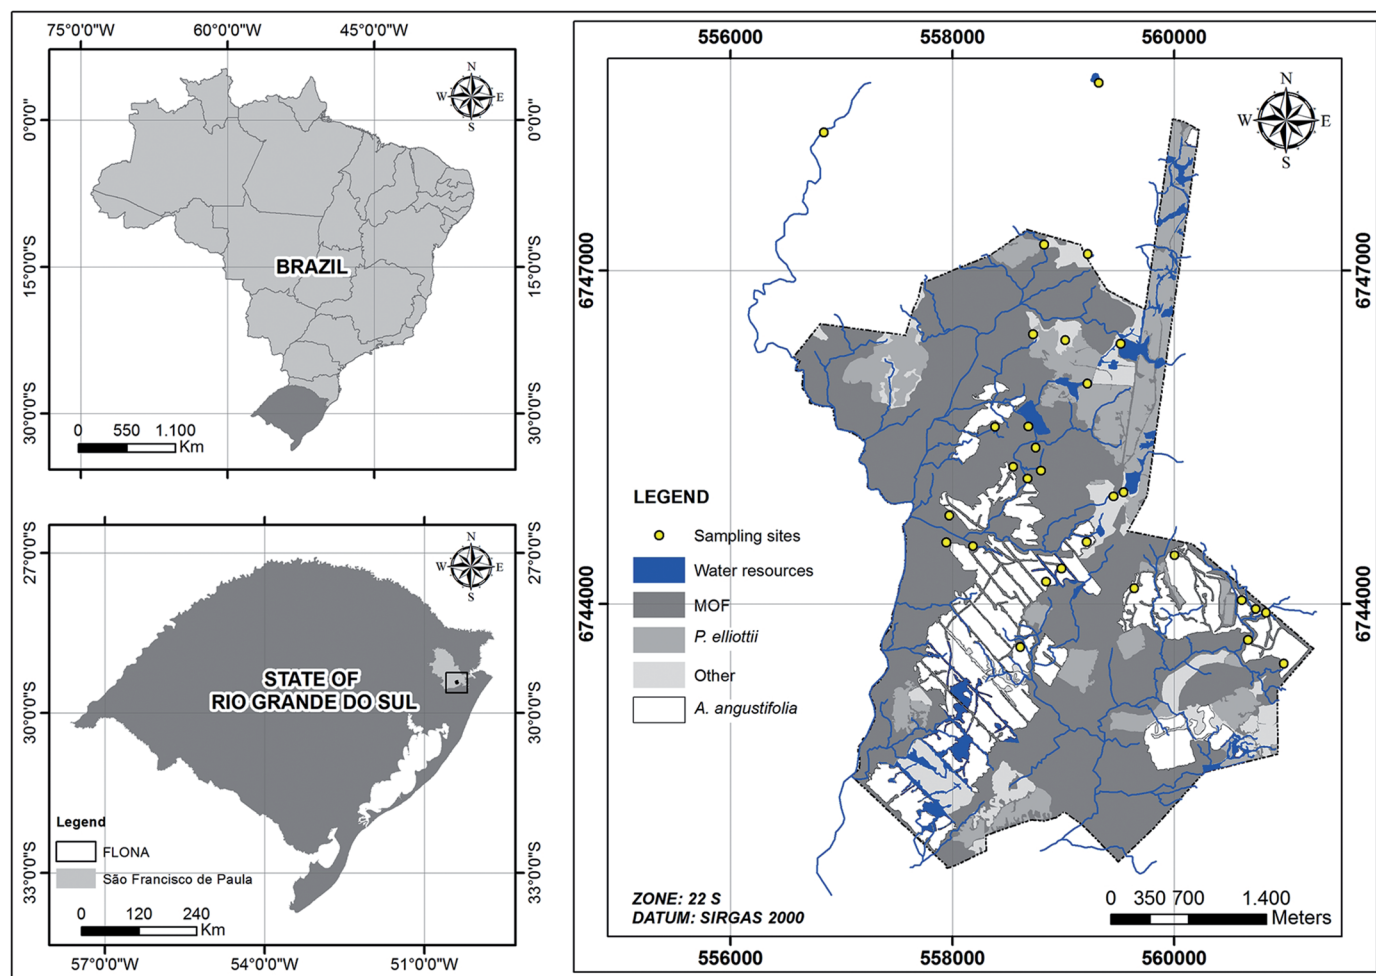 75°0'0"W 60°0'0"W 45°0'0"W
N
W E
S
0°0'0" 0°0'0"
BRAZIL
15°0'0"S 15°0'0"S
30°0'0"S 30°0'0"S
0 550 1.100
Km
27°0'0"S 27°0'0"S
N
W E
S
STATE OF
RIO GRANDE DO SUL
30°0'0"S 30°0'0"S
Legend
FLONA
São Francisco de Paula
33°0'0"S 33°0'0"S
0 120 240
Km
57°0'0"W 54°0'0"W 51°0'0"W
556000 558000 560000
N
W E
S
6747000 6747000
LEGEND
Sampling sites
Water resources
MOF
P. elliottii
Other
A. angustifolia
6744000 6744000
ZONE: 22 S
DATUM: SIRGAS 2000
0 350 700 1.400
Meters
556000 558000 560000